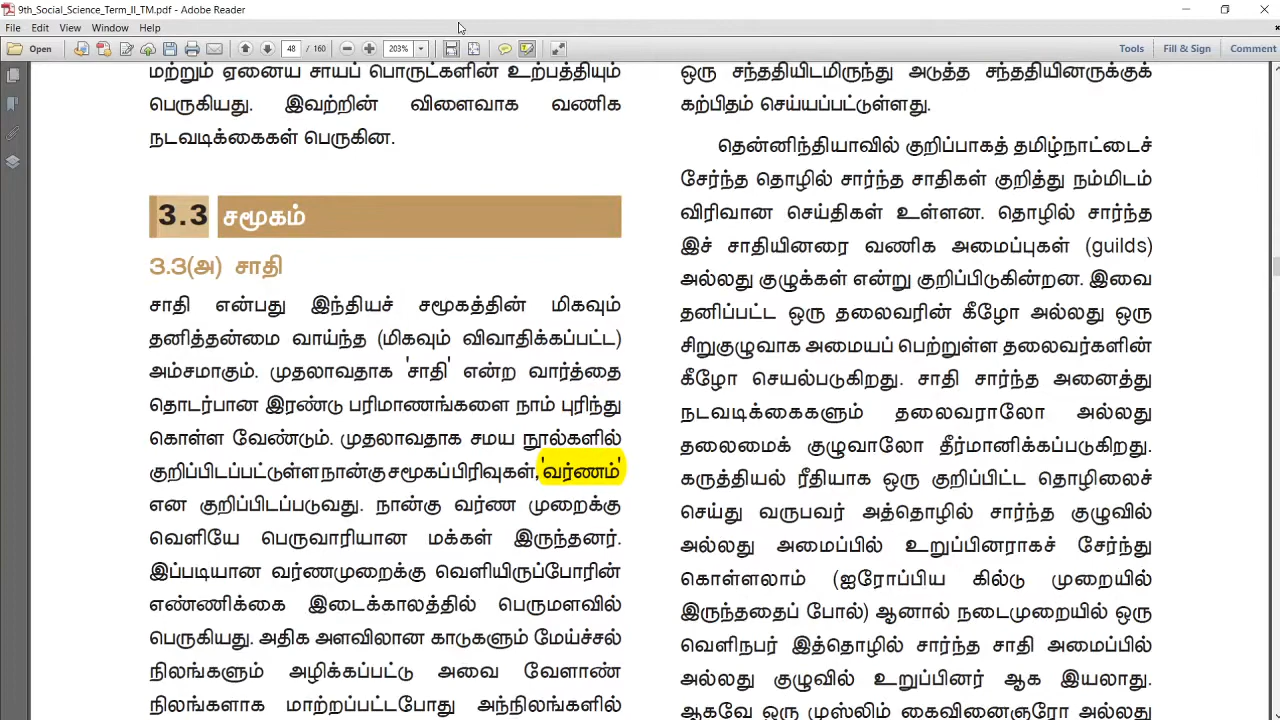 9th_Social_Science_Term_II_TM.pdf - Adobe Reader
File Edit View Window Help
Open 48 / 160 203% Tools Fill & Sign Comment
மற்றும் ஏனைய சாயப் பொருட்களின் உற்பத்தியும்
பெருகியது. இவற்றின் விளைவாக வணிக
நடவடிக்கைகள் பெருகின.
3.3 சமூகம்
3.3(அ) சாதி
சாதி என்பது இந்தியச் சமூகத்தின் மிகவும்
தனித்தன்மை வாய்ந்த (மிகவும் விவாதிக்கப்பட்ட)
அம்சமாகும். முதலாவதாக 'சாதி' என்ற வார்த்தை
தொடர்பான இரண்டு பரிமாணங்களை நாம் புரிந்து
கொள்ள வேண்டும். முதலாவதாக சமய நூல்களில்
குறிப்பிடப்பட்டுள்ள நான்கு சமூகப் பிரிவுகள், 'வர்ணம்'
என குறிப்பிடப்படுவது. நான்கு வர்ண முறைக்கு
வெளியே பெருவாரியான மக்கள் இருந்தனர்.
இப்படியான வர்ணமுறைக்கு வெளியிருப்போரின்
எண்ணிக்கை இடைக்காலத்தில் பெருமளவில்
பெருகியது. அதிக அளவிலான காடுகளும் மேய்ச்சல்
நிலங்களும் அழிக்கப்பட்டு அவை வேளாண்
நிலங்களாக மாற்றப்பட்டபோது அந்நிலங்களில்
ஒரு சந்ததியிடமிருந்து அடுத்த சந்ததியினருக்குக்
கற்பிதம் செய்யப்பட்டுள்ளது.
தென்னிந்தியாவில் குறிப்பாகத் தமிழ்நாட்டைச்
சேர்ந்த தொழில் சார்ந்த சாதிகள் குறித்து நம்மிடம்
விரிவான செய்திகள் உள்ளன. தொழில் சார்ந்த
இச் சாதியினரை வணிக அமைப்புகள் (guilds)
அல்லது குழுக்கள் என்று குறிப்பிடுகின்றன. இவை
தனிப்பட்ட ஒரு தலைவரின் கீழோ அல்லது ஒரு
சிறுகுழுவாக அமையப் பெற்றுள்ள தலைவர்களின்
கீழோ செயல்படுகிறது. சாதி சார்ந்த அனைத்து
நடவடிக்கைகளும் தலைவராலோ அல்லது
தலைமைக் குழுவாலோ தீர்மானிக்கப்படுகிறது.
கருத்தியல் ரீதியாக ஒரு குறிப்பிட்ட தொழிலைச்
செய்து வருபவர் அத்தொழில் சார்ந்த குழுவில்
அல்லது அமைப்பில் உறுப்பினராகச் சேர்ந்து
கொள்ளலாம் (ஐரோப்பிய கில்டு முறையில்
இருந்ததைப் போல்) ஆனால் நடைமுறையில் ஒரு
வெளிநபர் இத்தொழில் சார்ந்த சாதி அமைப்பில்
அல்லது குழுவில் உறுப்பினர் ஆக இயலாது.
ஆகவே ஒரு முஸ்லிம் கைவினைஞரோ அல்லது